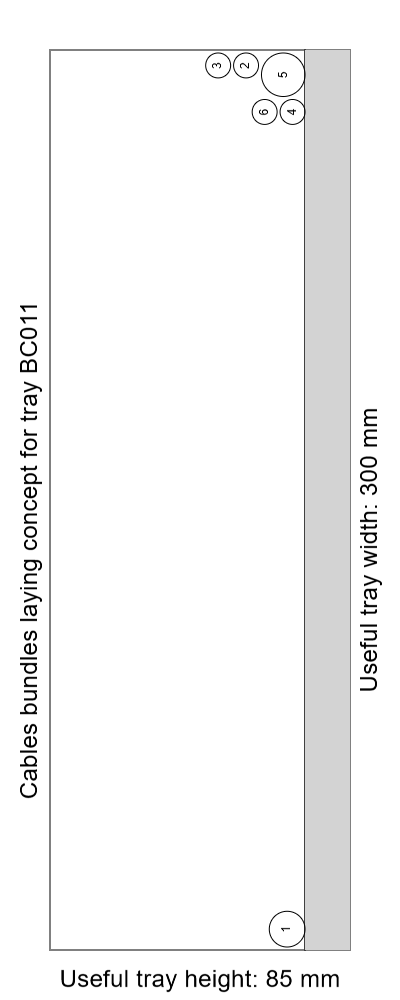 Cables bundles laying concept for tray BC011
3
2
5
6
4
1
Useful tray width: 300 mm
Useful tray height: 85 mm